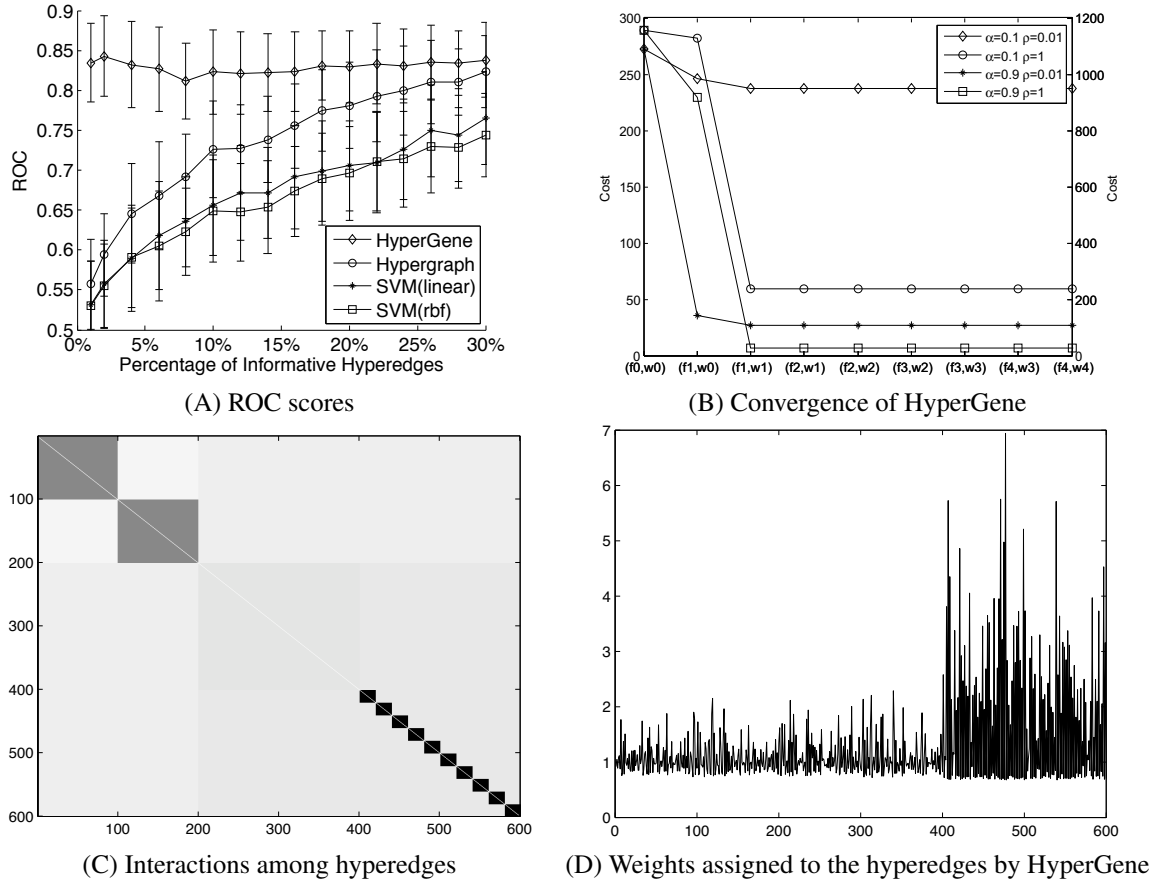 0.9
0.85
0.8
0.75
0.7
0.65
0.6
0.55
0.5
ROC
0% 5% 10% 15% 20% 25% 30%
Percentage of Informative Hyperedges
HyperGene
Hypergraph
SVM(linear)
SVM(rbf)
(A) ROC scores
300
250
200
150
100
50
0
Cost
1200
1000
800
600
400
200
0
Cost
α=0.1 ρ=0.01
α=0.1 ρ=1
α=0.9 ρ=0.01
α=0.9 ρ=1
(f0,w0) (f1,w0) (f1,w1) (f2,w1) (f2,w2) (f3,w2) (f3,w3) (f4,w3) (f4,w4)
(B) Convergence of HyperGene
100
200
300
400
500
600
100 200 300 400 500 600
(C) Interactions among hyperedges
7
6
5
4
3
2
1
0
0 100 200 300 400 500 600
(D) Weights assigned to the hyperedges by HyperGene